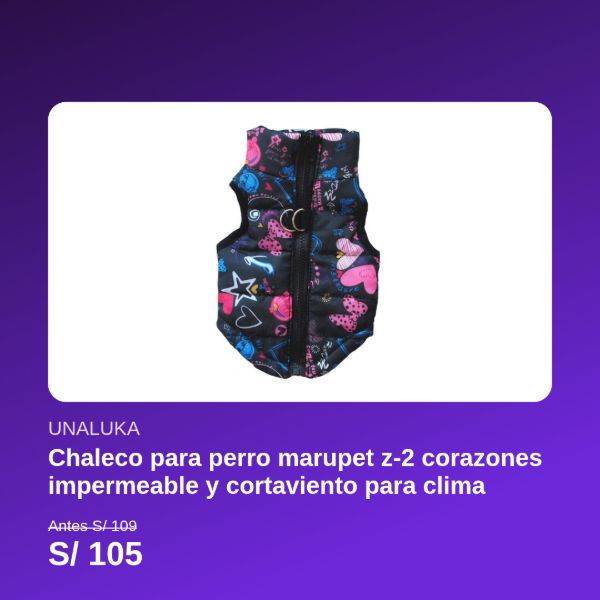 UNALUKA
Chaleco para perro marupet z-2 corazones
impermeable y cortaviento para clima
Antes S/ 109
S/ 105